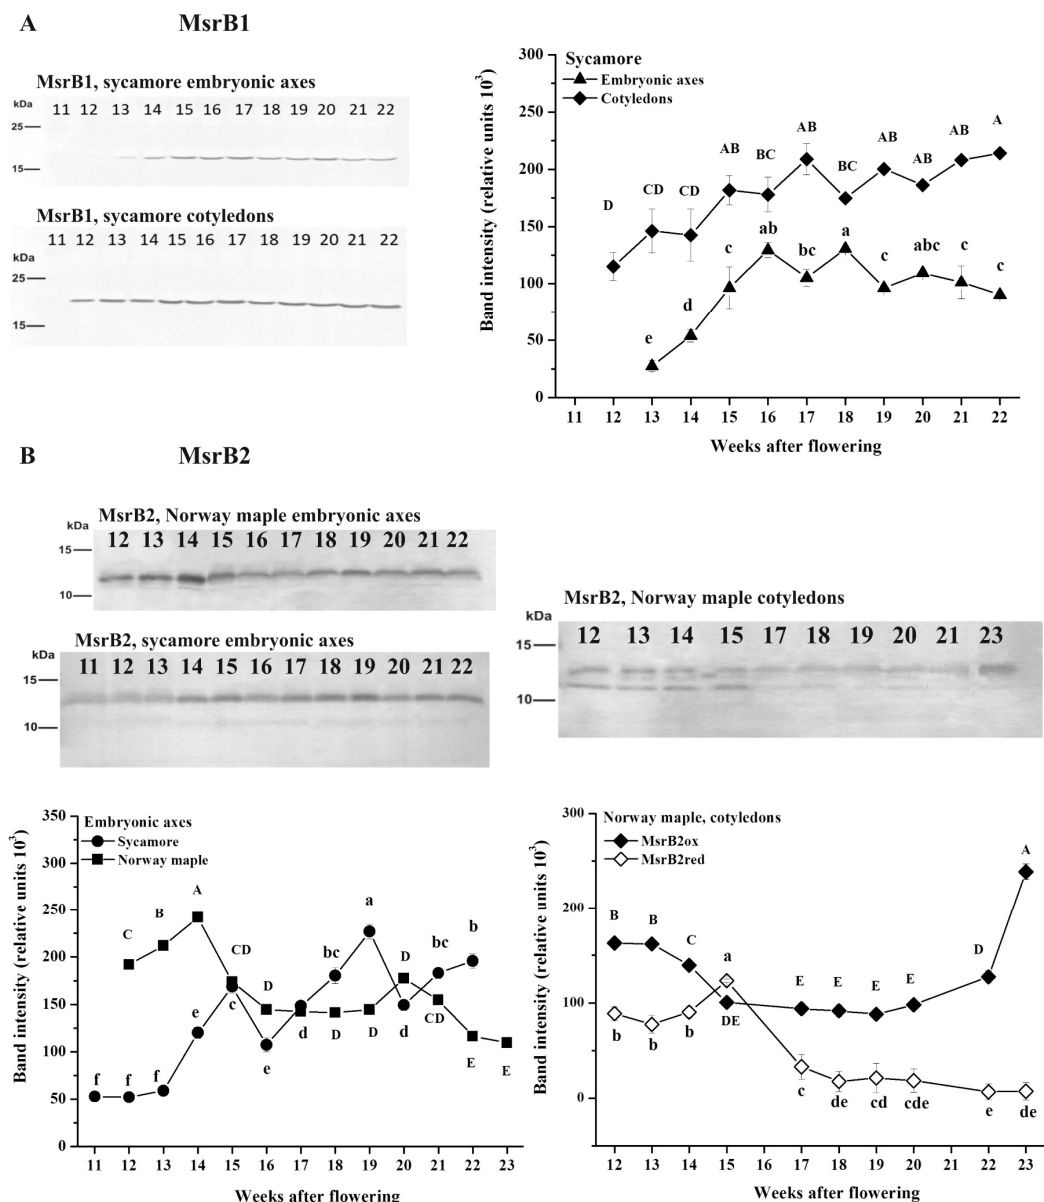 A MsrB1
MsrB1, sycamore embryonic axes
kDa
11 12 13 14 15 16 17 18 19 20 21 22
25
15
MsrB1, sycamore cotyledons
11 12 13 14 15 16 17 18 19 20 21 22
kDa
25
15
Sycamore
Embryonic axes
Cotyledons
Band intensity (relative units 10³)
300
250
200
150
100
50
0
D CD CD AB BC AB BC AB AB AB A
e d c ab bc a c abc c c
11 12 13 14 15 16 17 18 19 20 21 22
Weeks after flowering
B MsrB2
MsrB2, Norway maple embryonic axes
kDa
12 13 14 15 16 17 18 19 20 21 22
15
10
MsrB2, sycamore embryonic axes
kDa
11 12 13 14 15 16 17 18 19 20 21 22
15
10
MsrB2, Norway maple cotyledons
kDa
12 13 14 15 17 18 19 20 21 23
15
10
Embryonic axes
Sycamore
Norway maple
Band intensity (relative units 10³)
350
300
250
200
150
100
50
0
C B A CD D D D D CD E E
f f f e c e d bc a d bc b
11 12 13 14 15 16 17 18 19 20 21 22 23
Weeks after flowering
Norway maple, cotyledons
MsrB2ox
MsrB2red
Band intensity (relative units 10³)
300
200
100
0
B B C DE E E E E D A
b b b a c de cd cde e de
12 13 14 15 16 17 18 19 20 21 22 23
Weeks after flowering